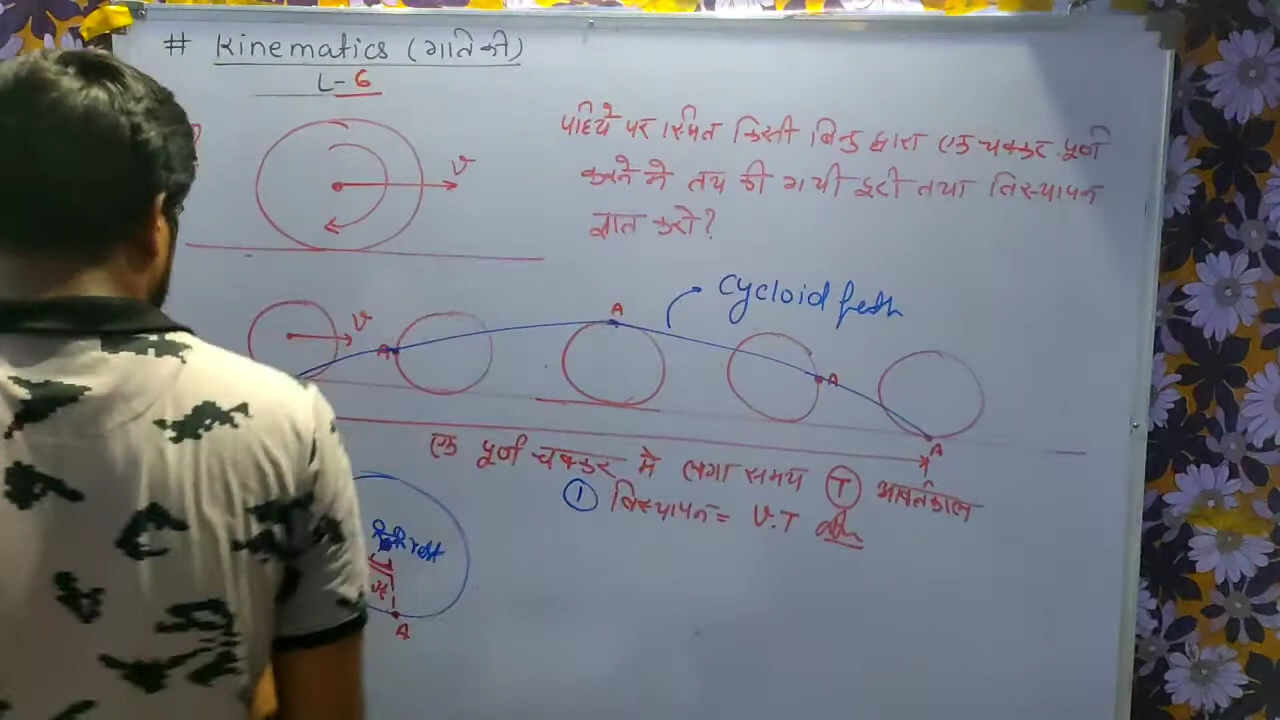 # Kinematics (गतिकी)
L-6
v
पहिये पर स्थित किसी बिन्दु द्वारा एक चक्कर पूर्ण
करने मे तय की गयी दूरी तथा विस्थापन
ज्ञात करो?
cycloid path
v
A
A
A
A
एक पूर्ण चक्कर मे लगा समय T आवर्तकाल
① विस्थापन = v.T
A